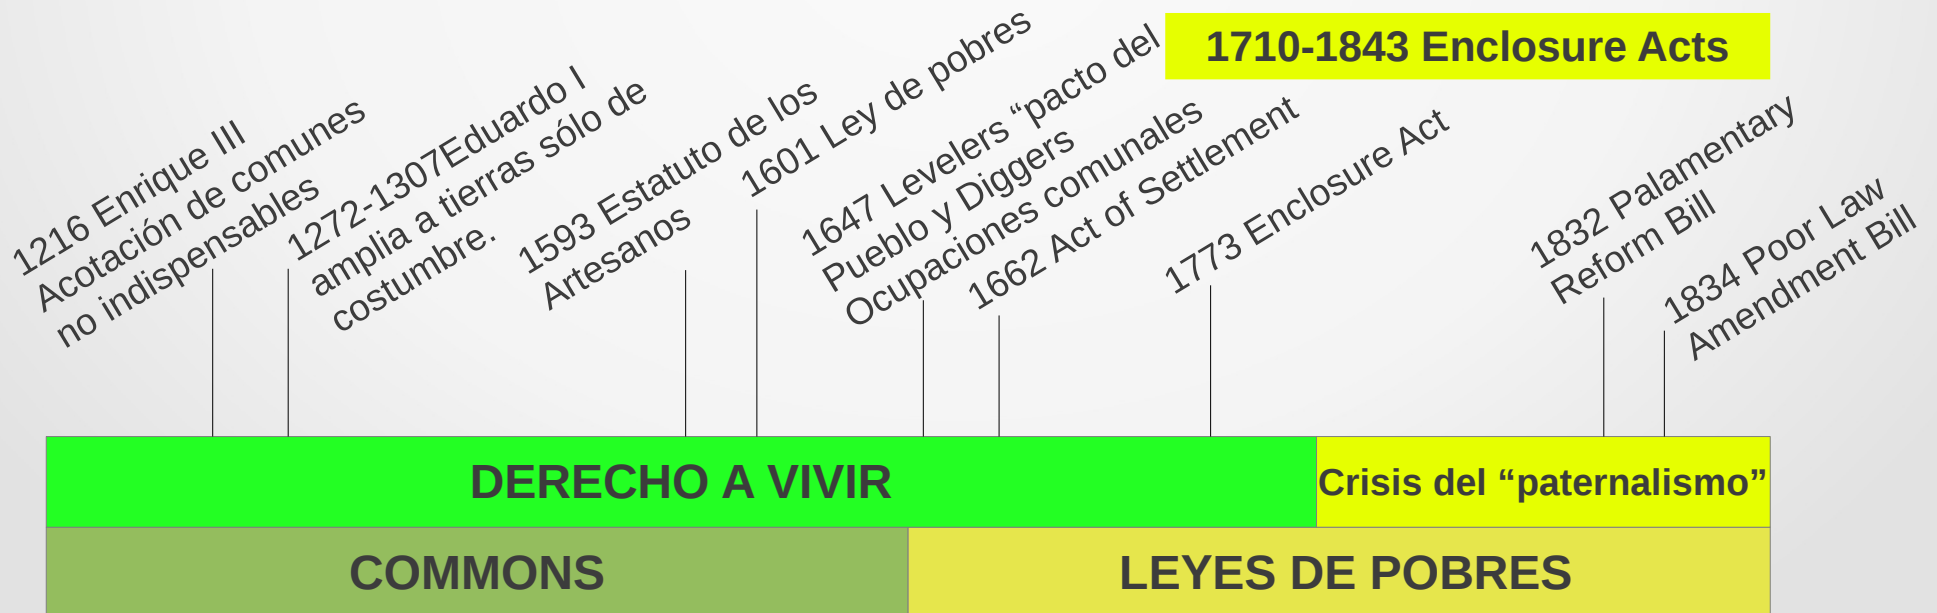 1710-1843 Enclosure Acts
1216 Enrique III
Acotación de comunes
no indispensables
1272-1307Eduardo I
amplia a tierras sólo de
costumbre.
1593 Estatuto de los
Artesanos
1601 Ley de pobres
1647 Levelers “pacto del
Pueblo y Diggers
Ocupaciones comunales
1662 Act of Settlement
1773 Enclosure Act
1832 Palamentary
Reform Bill
1834 Poor Law
Amendment Bill
DERECHO A VIVIR
Crisis del “paternalismo”
COMMONS
LEYES DE POBRES